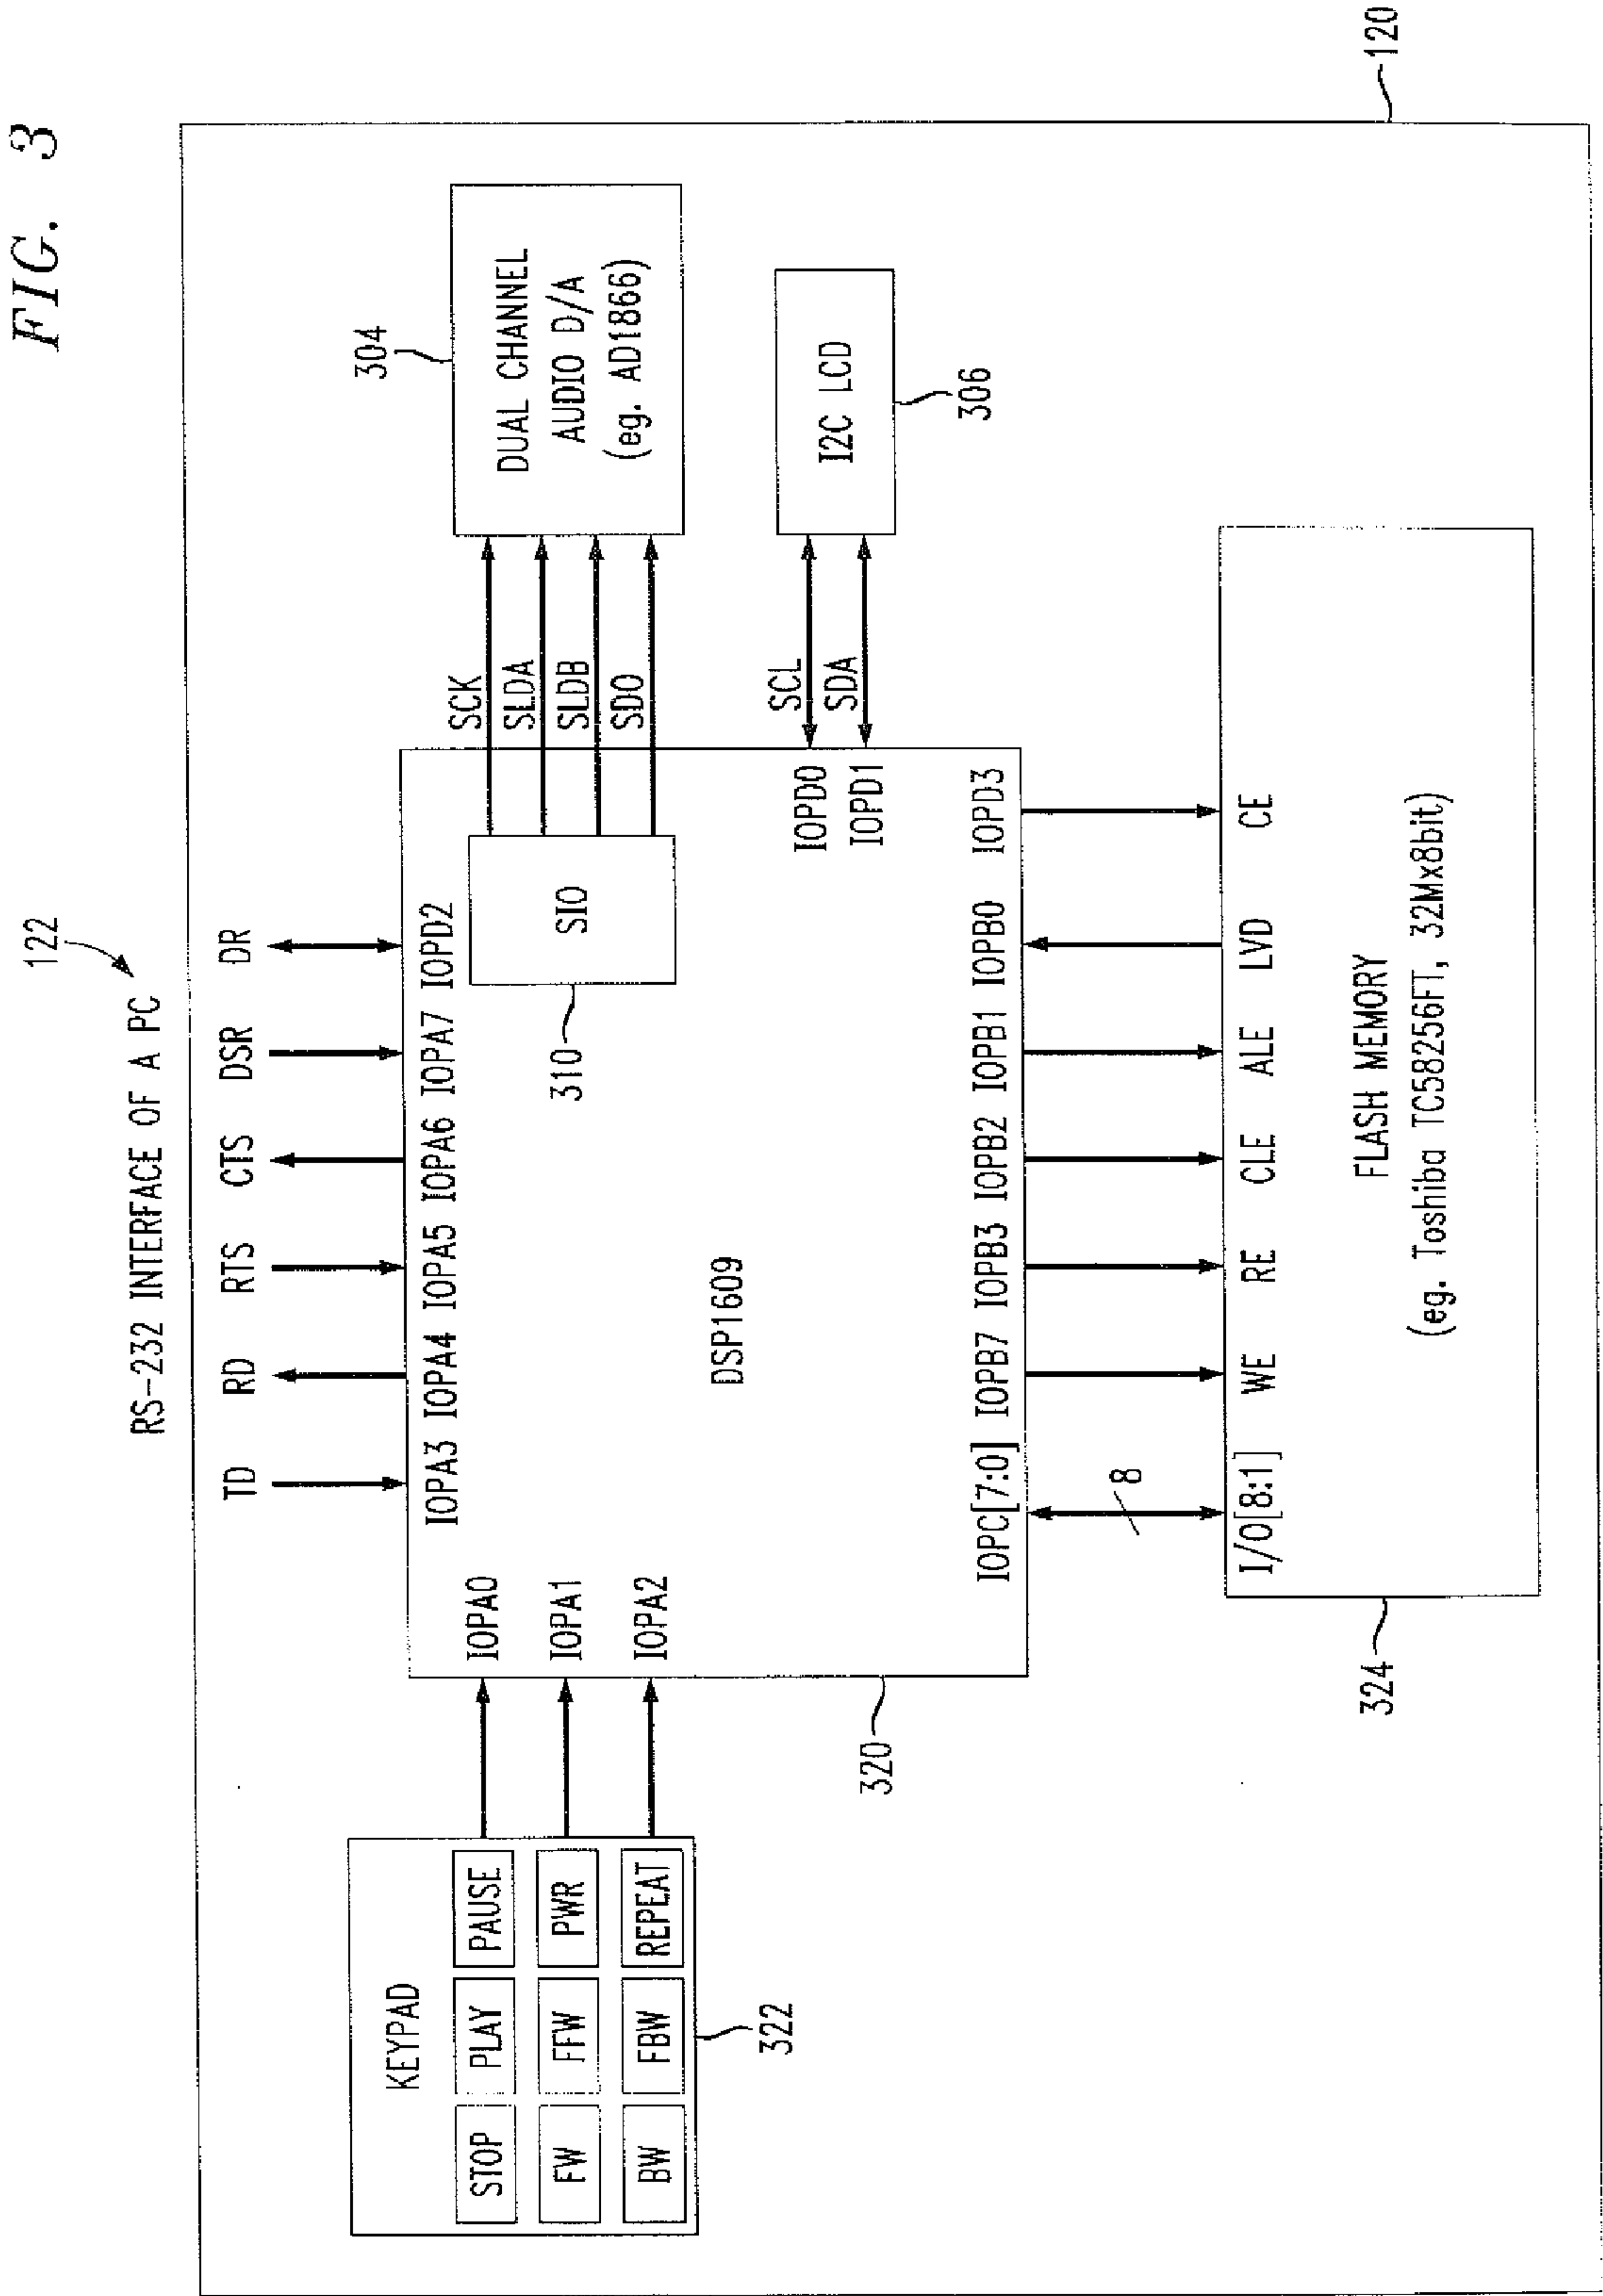 FIG. 3
122
RS-232 INTERFACE OF A PC
TD RD RTS CTS DSR DR
IOPA3 IOPA4 IOPA5 IOPA6 IOPA7 IOPD2
KEYPAD
STOP PLAY PAUSE
FW FFW PWR
BW FBW REPEAT
322
IOPA0
IOPA1
IOPA2
DSP1609
320
SIO
310
SCK
SLDA
SLDB
SDO
304
DUAL CHANNEL
AUDIO D/A
(eg. AD1866)
IOPD0
IOPD1
SCL
SDA
I2C LCD
306
IOPC[7:0] IOPB7 IOPB3 IOPB2 IOPB1 IOPB0 IOPD3
8
I/O[8:1] WE RE CLE ALE LVD CE
FLASH MEMORY
(eg. Toshiba TC58256FT, 32Mx8bit)
324
120